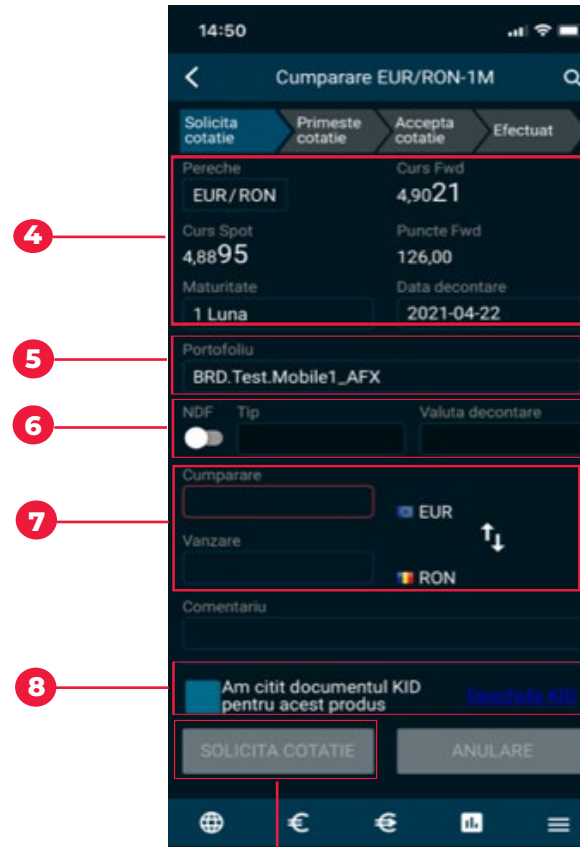 14:50
Cumparare EUR/RON-1M
Solicita cotatie
Primeste cotatie
Accepta cotatie
Efectuat
Pereche
Curs Fwd
EUR/RON
4,9021
4
Curs Spot
Puncte Fwd
4,8895
126,00
Maturitate
Data decontare
1 Luna
2021-04-22
5
Portofoliu
BRD.Test.Mobile1_AFX
6
NDF
Tip
Valuta decontare
7
Cumparare
EUR
Vanzare
RON
Comentariu
8
Am citit documentul KID
pentru acest produs
Deschide KID
SOLICITA COTATIE
ANULARE